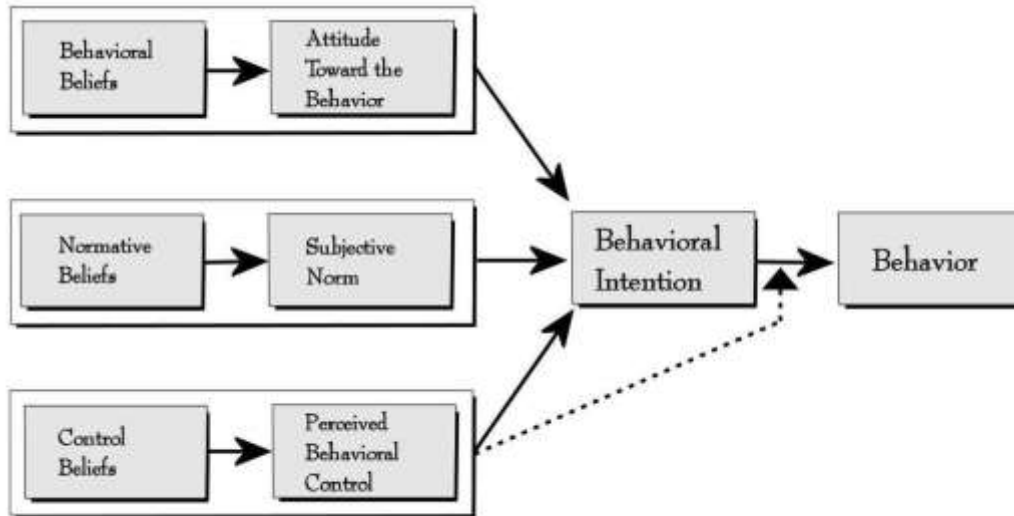 Behavioral
Beliefs
Attitude
Toward the
Behavior
Normative
Beliefs
Subjective
Norm
Behavioral
Intention
Behavior
Control
Beliefs
Perceived
Behavioral
Control